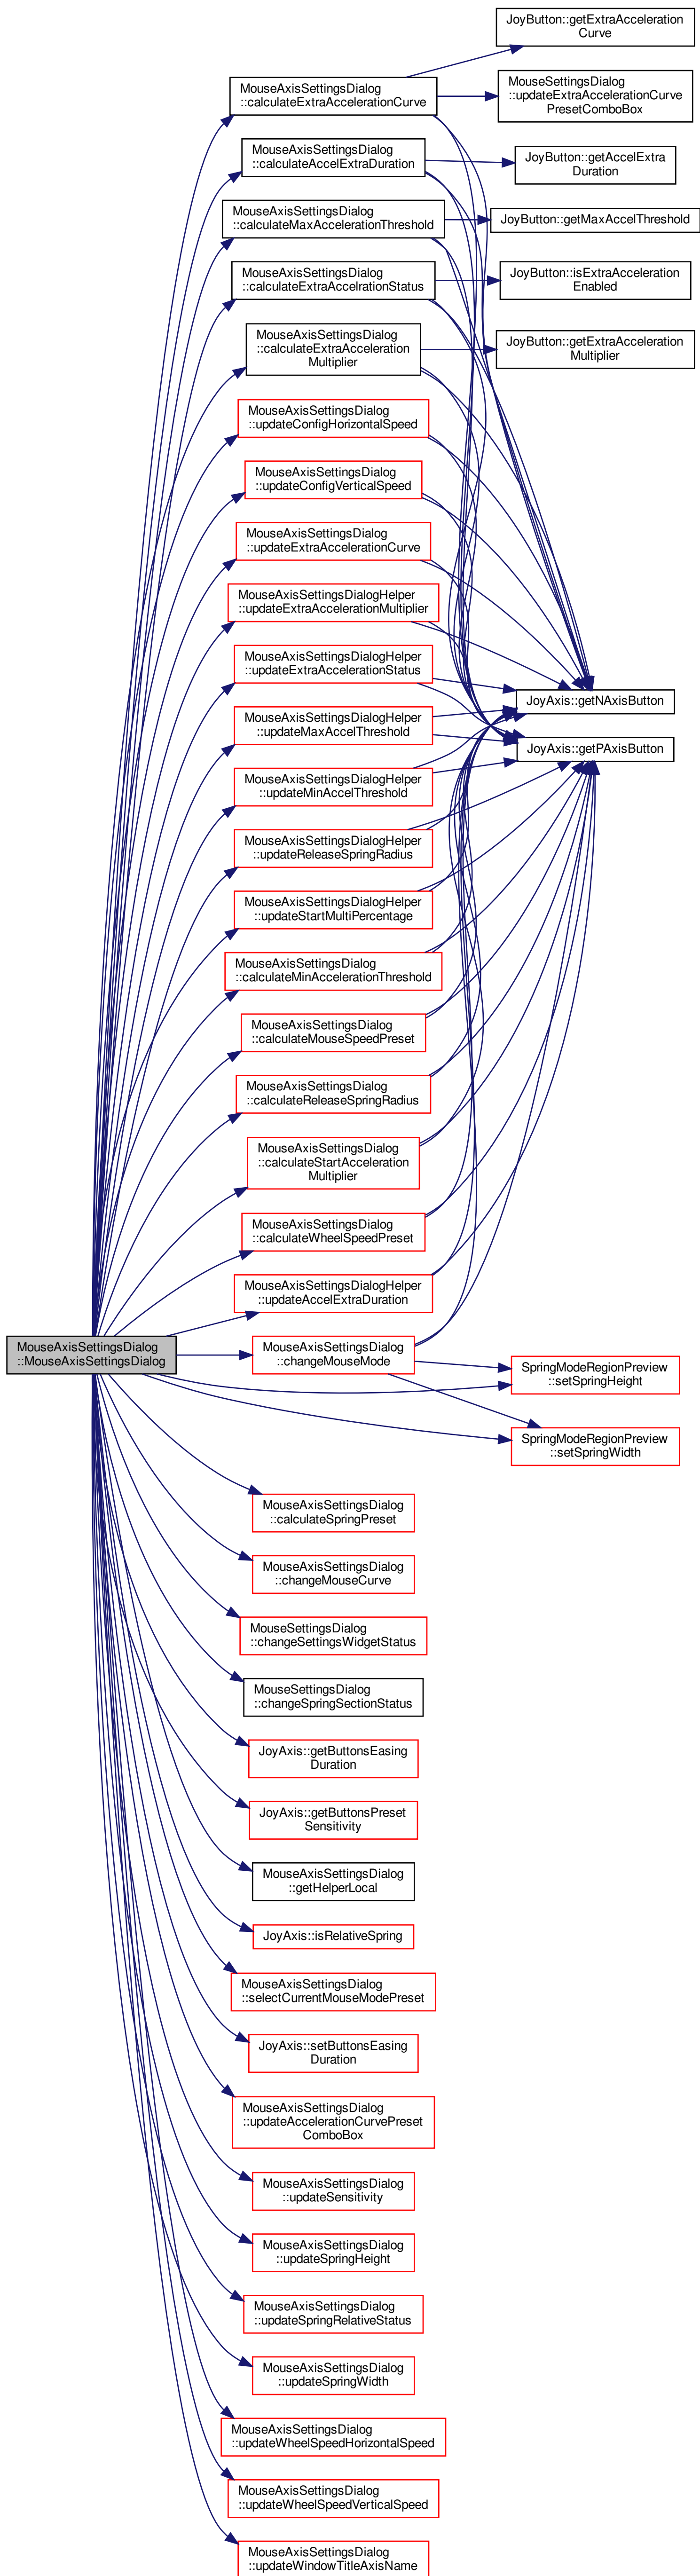 JoyButton::getExtraAcceleration
Curve
MouseAxisSettingsDialog
::calculateExtraAccelerationCurve
MouseSettingsDialog
::updateExtraAccelerationCurve
PresetComboBox
MouseAxisSettingsDialog
::calculateAccelExtraDuration
JoyButton::getAccelExtra
Duration
MouseAxisSettingsDialog
::calculateMaxAccelerationThreshold
JoyButton::getMaxAccelThreshold
MouseAxisSettingsDialog
::calculateExtraAccelrationStatus
JoyButton::isExtraAcceleration
Enabled
MouseAxisSettingsDialog
::calculateExtraAcceleration
Multiplier
JoyButton::getExtraAcceleration
Multiplier
MouseAxisSettingsDialog
::updateConfigHorizontalSpeed
MouseAxisSettingsDialog
::updateConfigVerticalSpeed
MouseAxisSettingsDialog
::updateExtraAccelerationCurve
MouseAxisSettingsDialogHelper
::updateExtraAccelerationMultiplier
MouseAxisSettingsDialogHelper
::updateExtraAccelerationStatus
JoyAxis::getNAxisButton
MouseAxisSettingsDialogHelper
::updateMaxAccelThreshold
JoyAxis::getPAxisButton
MouseAxisSettingsDialogHelper
::updateMinAccelThreshold
MouseAxisSettingsDialogHelper
::updateReleaseSpringRadius
MouseAxisSettingsDialogHelper
::updateStartMultiPercentage
MouseAxisSettingsDialog
::calculateMinAccelerationThreshold
MouseAxisSettingsDialog
::calculateMouseSpeedPreset
MouseAxisSettingsDialog
::calculateReleaseSpringRadius
MouseAxisSettingsDialog
::calculateStartAcceleration
Multiplier
MouseAxisSettingsDialog
::calculateWheelSpeedPreset
MouseAxisSettingsDialogHelper
::updateAccelExtraDuration
MouseAxisSettingsDialog
::MouseAxisSettingsDialog
MouseAxisSettingsDialog
::changeMouseMode
SpringModeRegionPreview
::setSpringHeight
SpringModeRegionPreview
::setSpringWidth
MouseAxisSettingsDialog
::calculateSpringPreset
MouseAxisSettingsDialog
::changeMouseCurve
MouseSettingsDialog
::changeSettingsWidgetStatus
MouseSettingsDialog
::changeSpringSectionStatus
JoyAxis::getButtonsEasing
Duration
JoyAxis::getButtonsPreset
Sensitivity
MouseAxisSettingsDialog
::getHelperLocal
JoyAxis::isRelativeSpring
MouseAxisSettingsDialog
::selectCurrentMouseModePreset
JoyAxis::setButtonsEasing
Duration
MouseAxisSettingsDialog
::updateAccelerationCurvePreset
ComboBox
MouseAxisSettingsDialog
::updateSensitivity
MouseAxisSettingsDialog
::updateSpringHeight
MouseAxisSettingsDialog
::updateSpringRelativeStatus
MouseAxisSettingsDialog
::updateSpringWidth
MouseAxisSettingsDialog
::updateWheelSpeedHorizontalSpeed
MouseAxisSettingsDialog
::updateWheelSpeedVerticalSpeed
MouseAxisSettingsDialog
::updateWindowTitleAxisName